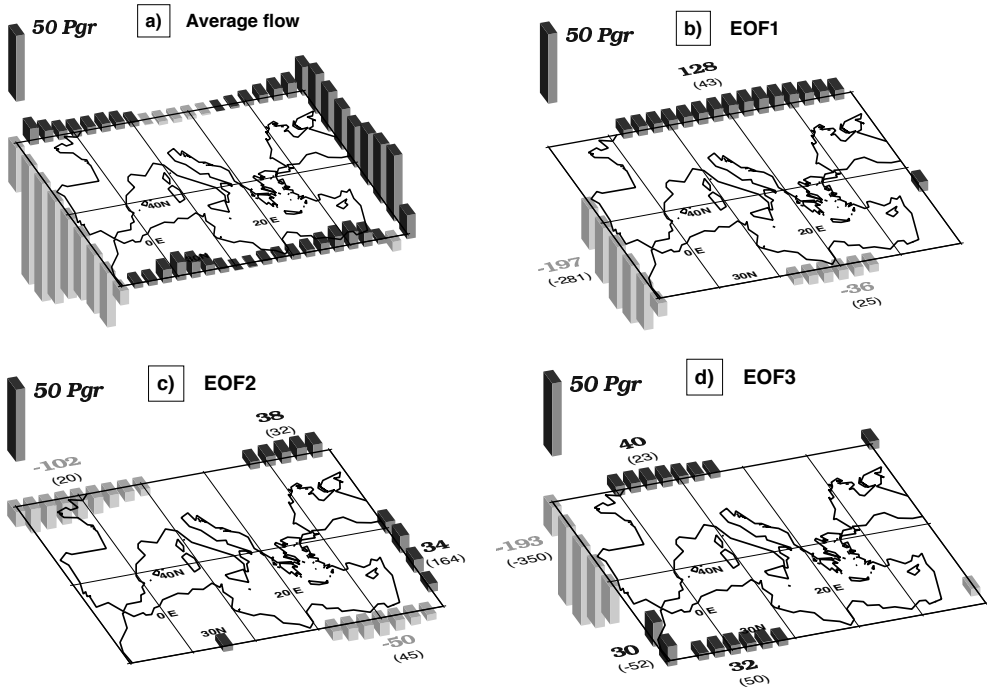 50 Pgr
a) Average flow
40N
0 E
20 E
50 Pgr
b) EOF1
128
(43)
40N
20 E
0 E
30N
-197
(-281)
-36
(25)
50 Pgr
c) EOF2
38
(32)
-102
(20)
34
(164)
40N
20 E
0 E
30N
-50
(45)
50 Pgr
d) EOF3
40
(23)
-193
(-350)
40N
20 E
0 E
30N
30
(-52)
32
(50)